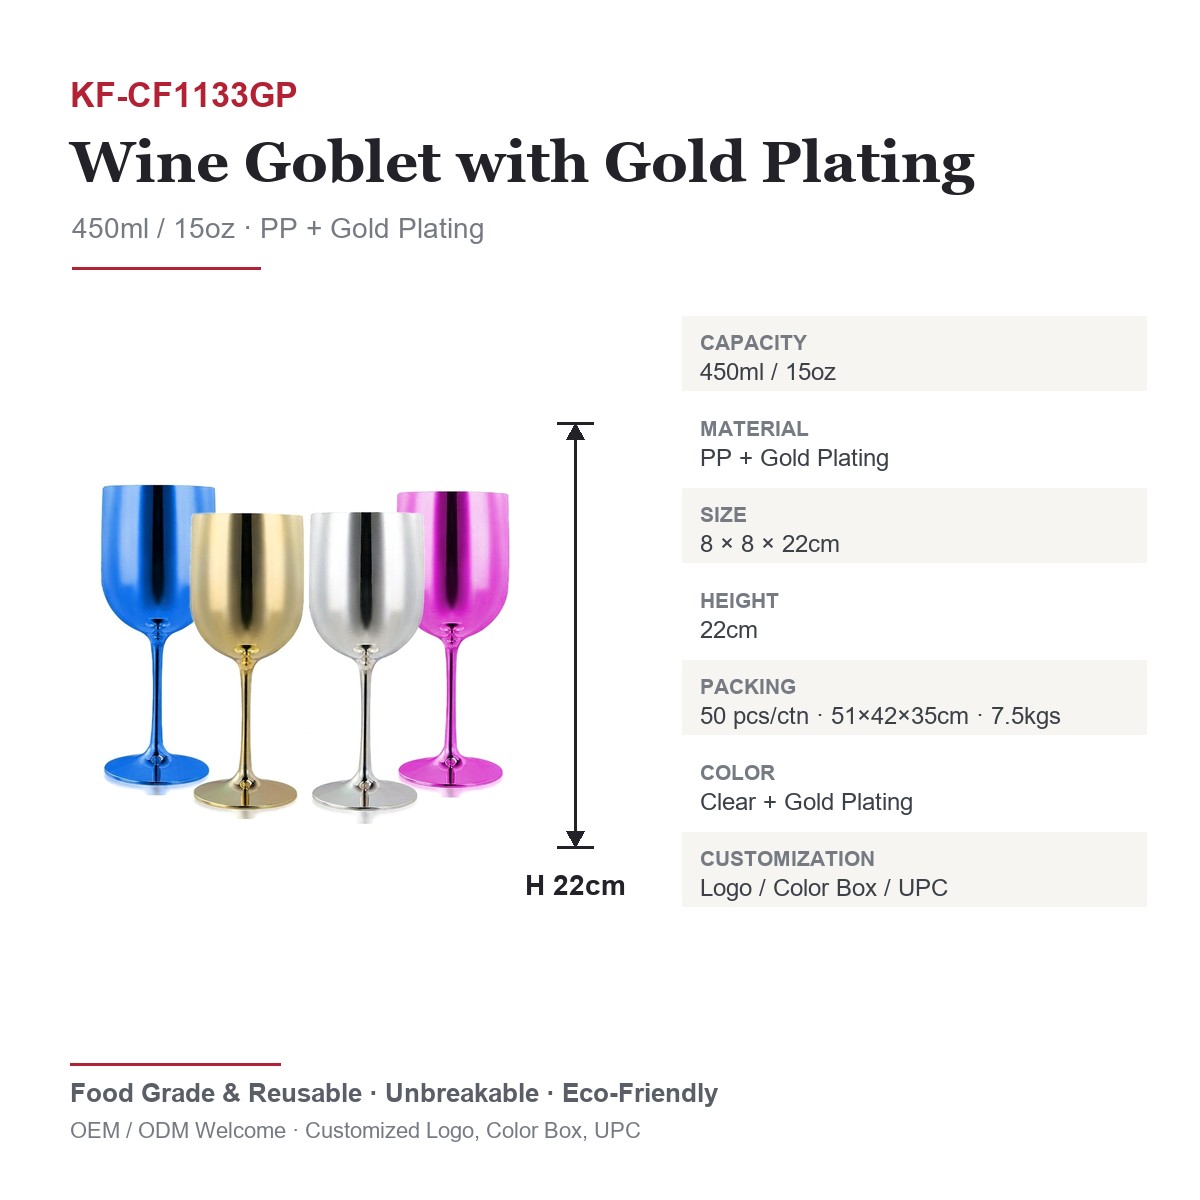 KF-CF1133GP
Wine Goblet with Gold Plating
450ml / 15oz · PP + Gold Plating
CAPACITY
450ml / 15oz
MATERIAL
PP + Gold Plating
SIZE
8 × 8 × 22cm
HEIGHT
22cm
PACKING
50 pcs/ctn · 51×42×35cm · 7.5kgs
COLOR
Clear + Gold Plating
CUSTOMIZATION
Logo / Color Box / UPC
H 22cm
Food Grade & Reusable · Unbreakable · Eco-Friendly
OEM / ODM Welcome · Customized Logo, Color Box, UPC